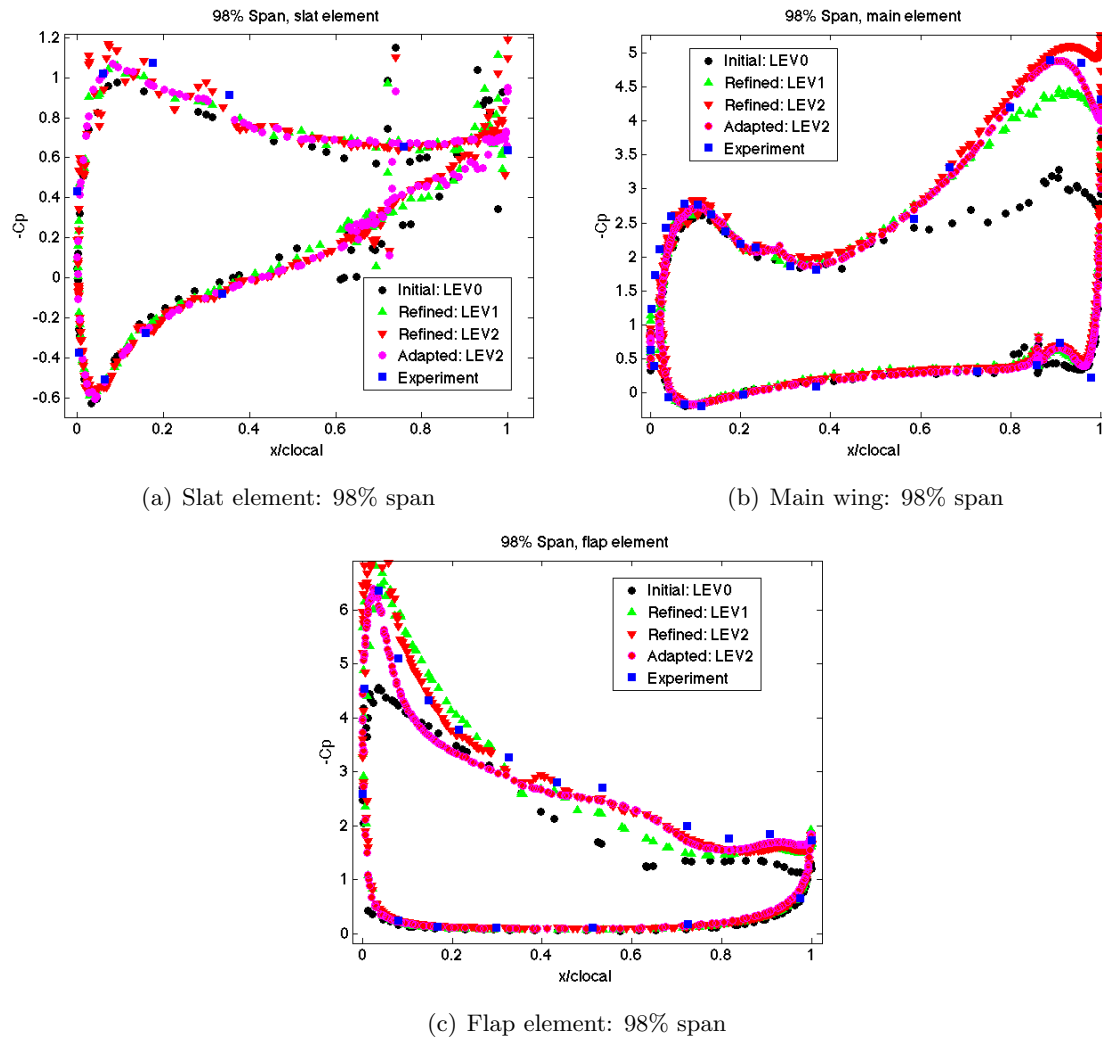 98% Span, slat element
1.2
1
0.8
0.6
0.4
0.2
0
-0.2
-0.4
-0.6
-Cp
0
0.2
0.4
0.6
0.8
1
x/clocal
Initial: LEV0
Refined: LEV1
Refined: LEV2
Adapted: LEV2
Experiment
(a) Slat element: 98% span
98% Span, main element
5
4.5
4
3.5
3
2.5
2
1.5
1
0.5
0
-Cp
0
0.2
0.4
0.6
0.8
1
x/clocal
Initial: LEV0
Refined: LEV1
Refined: LEV2
Adapted: LEV2
Experiment
(b) Main wing: 98% span
98% Span, flap element
6
5
4
3
2
1
0
-Cp
0
0.2
0.4
0.6
0.8
1
x/clocal
Initial: LEV0
Refined: LEV1
Refined: LEV2
Adapted: LEV2
Experiment
(c) Flap element: 98% span